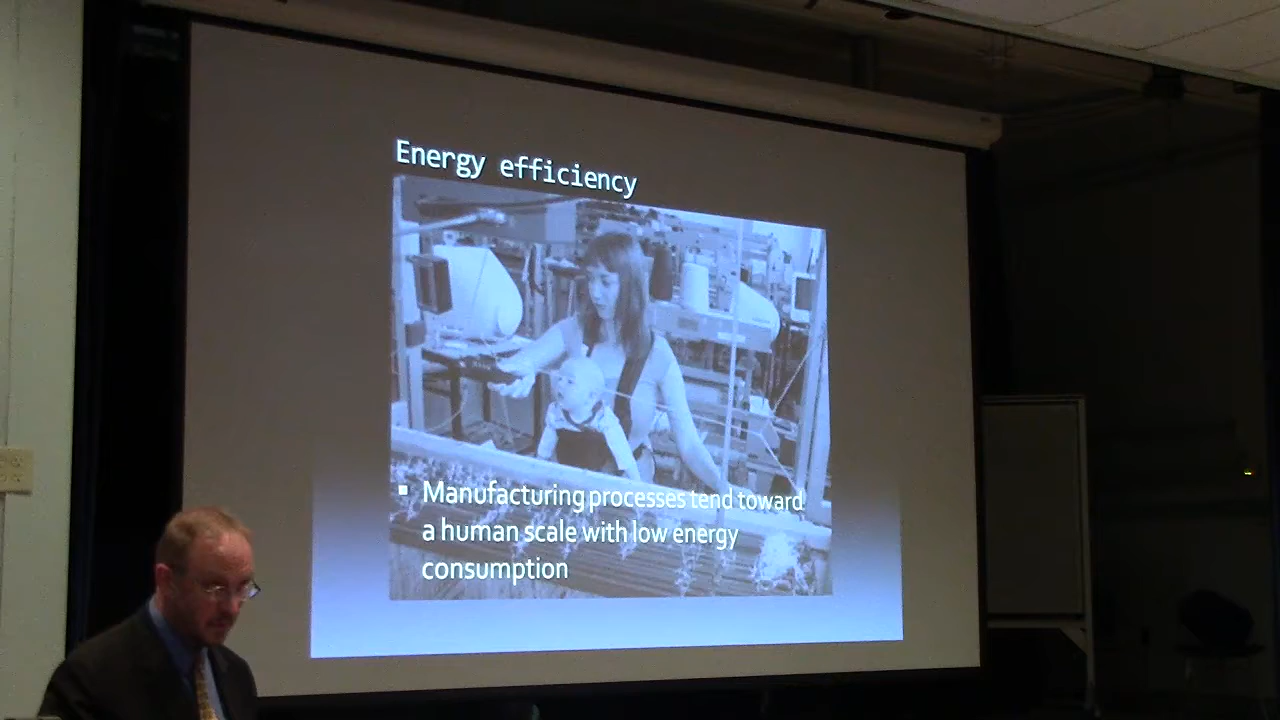 Energy efficiency
▪ Manufacturing processes tend toward
a human scale with low energy
consumption